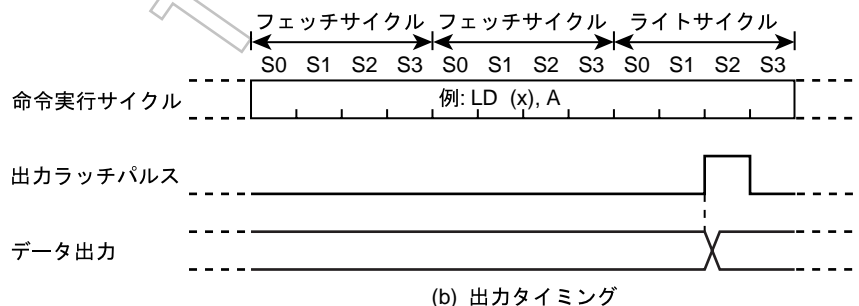 フェッチサイクル フェッチサイクル ライトサイクル
S0 S1 S2 S3 S0 S1 S2 S3 S0 S1 S2 S3
命令実行サイクル 例: LD (x), A
出力ラッチパルス
データ出力
(b) 出力タイミング